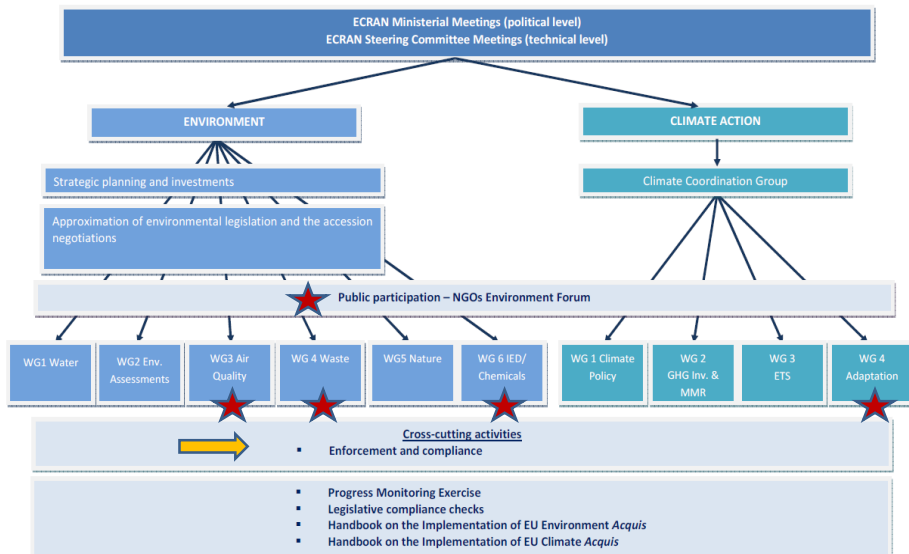 ECRAN Ministerial Meetings (political level)
ECRAN Steering Committee Meetings (technical level)
ENVIRONMENT
CLIMATE ACTION
Strategic planning and investments
Climate Coordination Group
Approximation of environmental legislation and the accession
negotiations
Public participation – NGOs Environment Forum
WG1 Water
WG2 Env.
Assessments
WG3 Air
Quality
WG 4 Waste
WG5 Nature
WG 6 IED/
Chemicals
WG 1 Climate
Policy
WG 2
GHG Inv. &
MMR
WG 3
ETS
WG 4
Adaptation
Cross-cutting activities
▪ Enforcement and compliance
▪ Progress Monitoring Exercise
▪ Legislative compliance checks
▪ Handbook on the Implementation of EU Environment Acquis
▪ Handbook on the Implementation of EU Climate Acquis